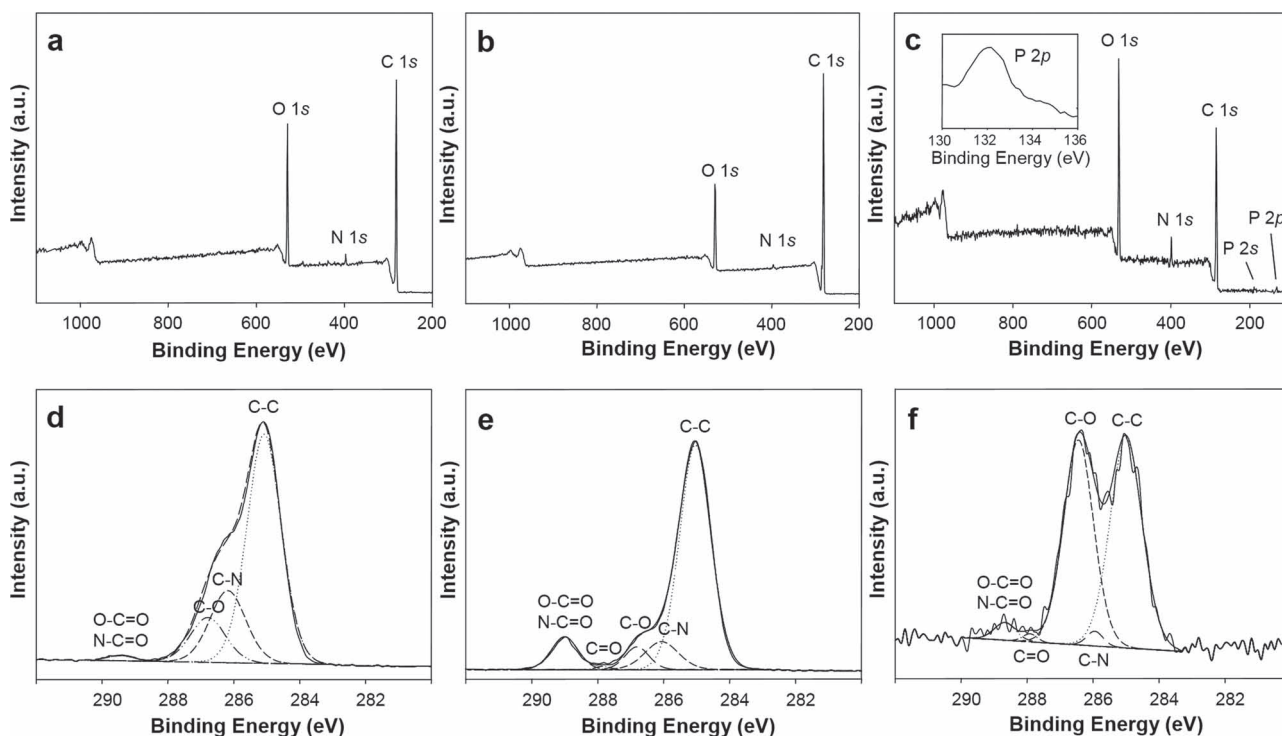 a
C 1s
O 1s
N 1s
Intensity (a.u.)
1000 800 600 400 200
Binding Energy (eV)
b
C 1s
O 1s
N 1s
Intensity (a.u.)
1000 800 600 400 200
Binding Energy (eV)
c
O 1s
P 2p
130 132 134 136
Binding Energy (eV)
C 1s
N 1s
P 2p
P 2s
Intensity (a.u.)
1000 800 600 400 200
Binding Energy (eV)
d
C-C
C-N
C-O
O-C=O
N-C=O
Intensity (a.u.)
290 288 286 284 282
Binding Energy (eV)
e
C-C
O-C=O
N-C=O
C=O
C-O
C-N
Intensity (a.u.)
290 288 286 284 282
Binding Energy (eV)
f
C-O
C-C
O-C=O
N-C=O
C=O
C-N
Intensity (a.u.)
290 288 286 284 282
Binding Energy (eV)